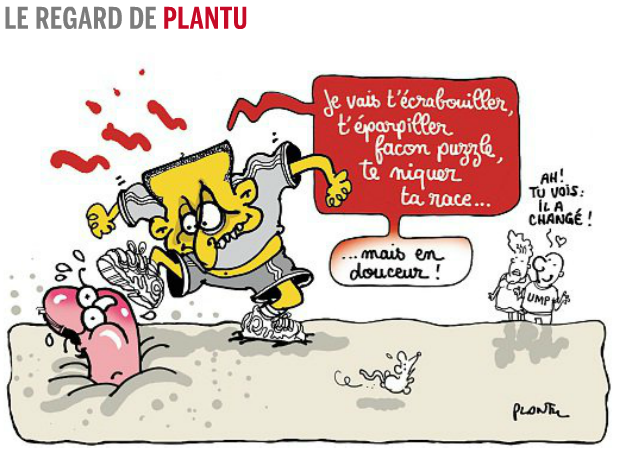 LE REGARD DE PLANTU
Je vais t'écrabouiller,
t'éparpiller
façon puzzle,
te niquer
ta race...
...mais en
douceur !
AH!
TU VOIS:
iL A
CHANGÉ !
UMP
PLANTU